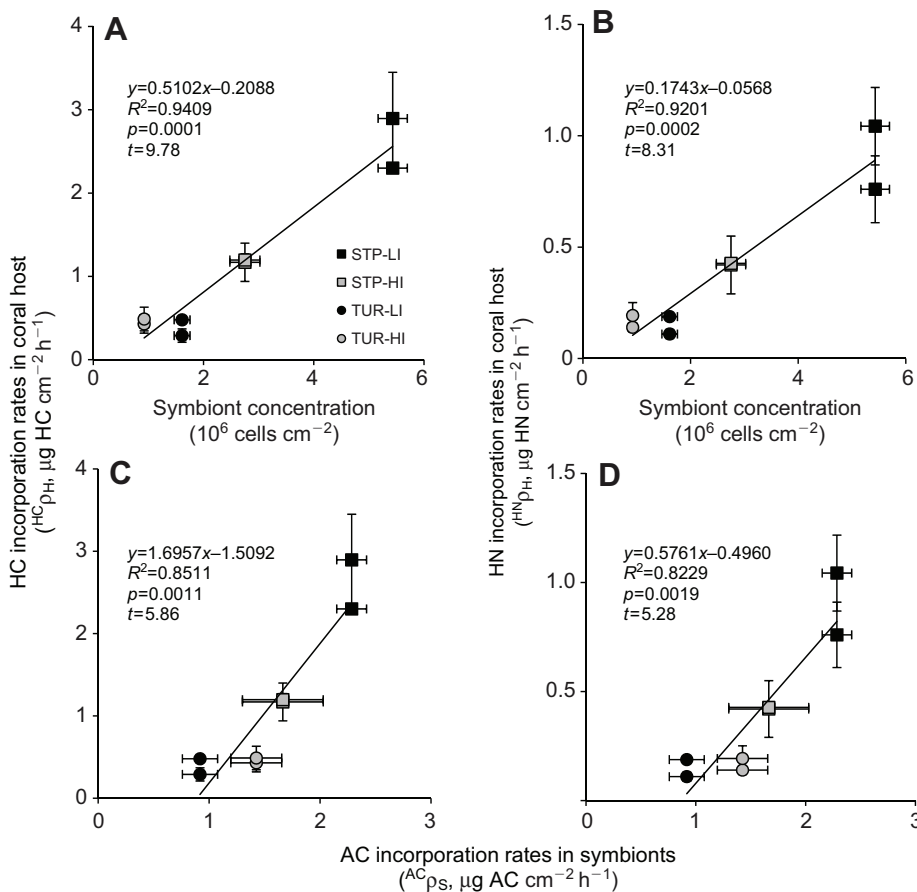 A
4
3
2
1
0
0
2
4
6
y=0.5102x–0.2088
R²=0.9409
p=0.0001
t=9.78
STP-LI
STP-HI
TUR-LI
TUR-HI
Symbiont concentration
(10⁶ cells cm⁻²)
B
1.5
1.0
0.5
0
0
2
4
6
y=0.1743x–0.0568
R²=0.9201
p=0.0002
t=8.31
Symbiont concentration
(10⁶ cells cm⁻²)
HC incorporation rates in coral host
(ᴴᶜρH, µg HC cm⁻² h⁻¹)
HN incorporation rates in coral host
(ᴴᴺρH, µg HN cm⁻² h⁻¹)
C
4
3
2
1
0
0
1
2
3
y=1.6957x–1.5092
R²=0.8511
p=0.0011
t=5.86
D
1.5
1.0
0.5
0
1
2
3
y=0.5761x–0.4960
R²=0.8229
p=0.0019
t=5.28
AC incorporation rates in symbionts
(ᴬᶜρS, µg AC cm⁻² h⁻¹)